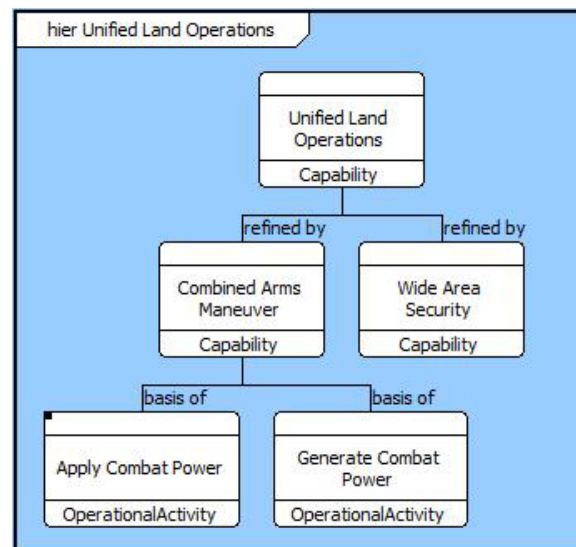 hier Unified Land Operations
Unified Land
Operations
Capability
refined by
refined by
Combined Arms
Maneuver
Capability
Wide Area
Security
Capability
basis of
basis of
Apply Combat Power
OperationalActivity
Generate Combat
Power
OperationalActivity